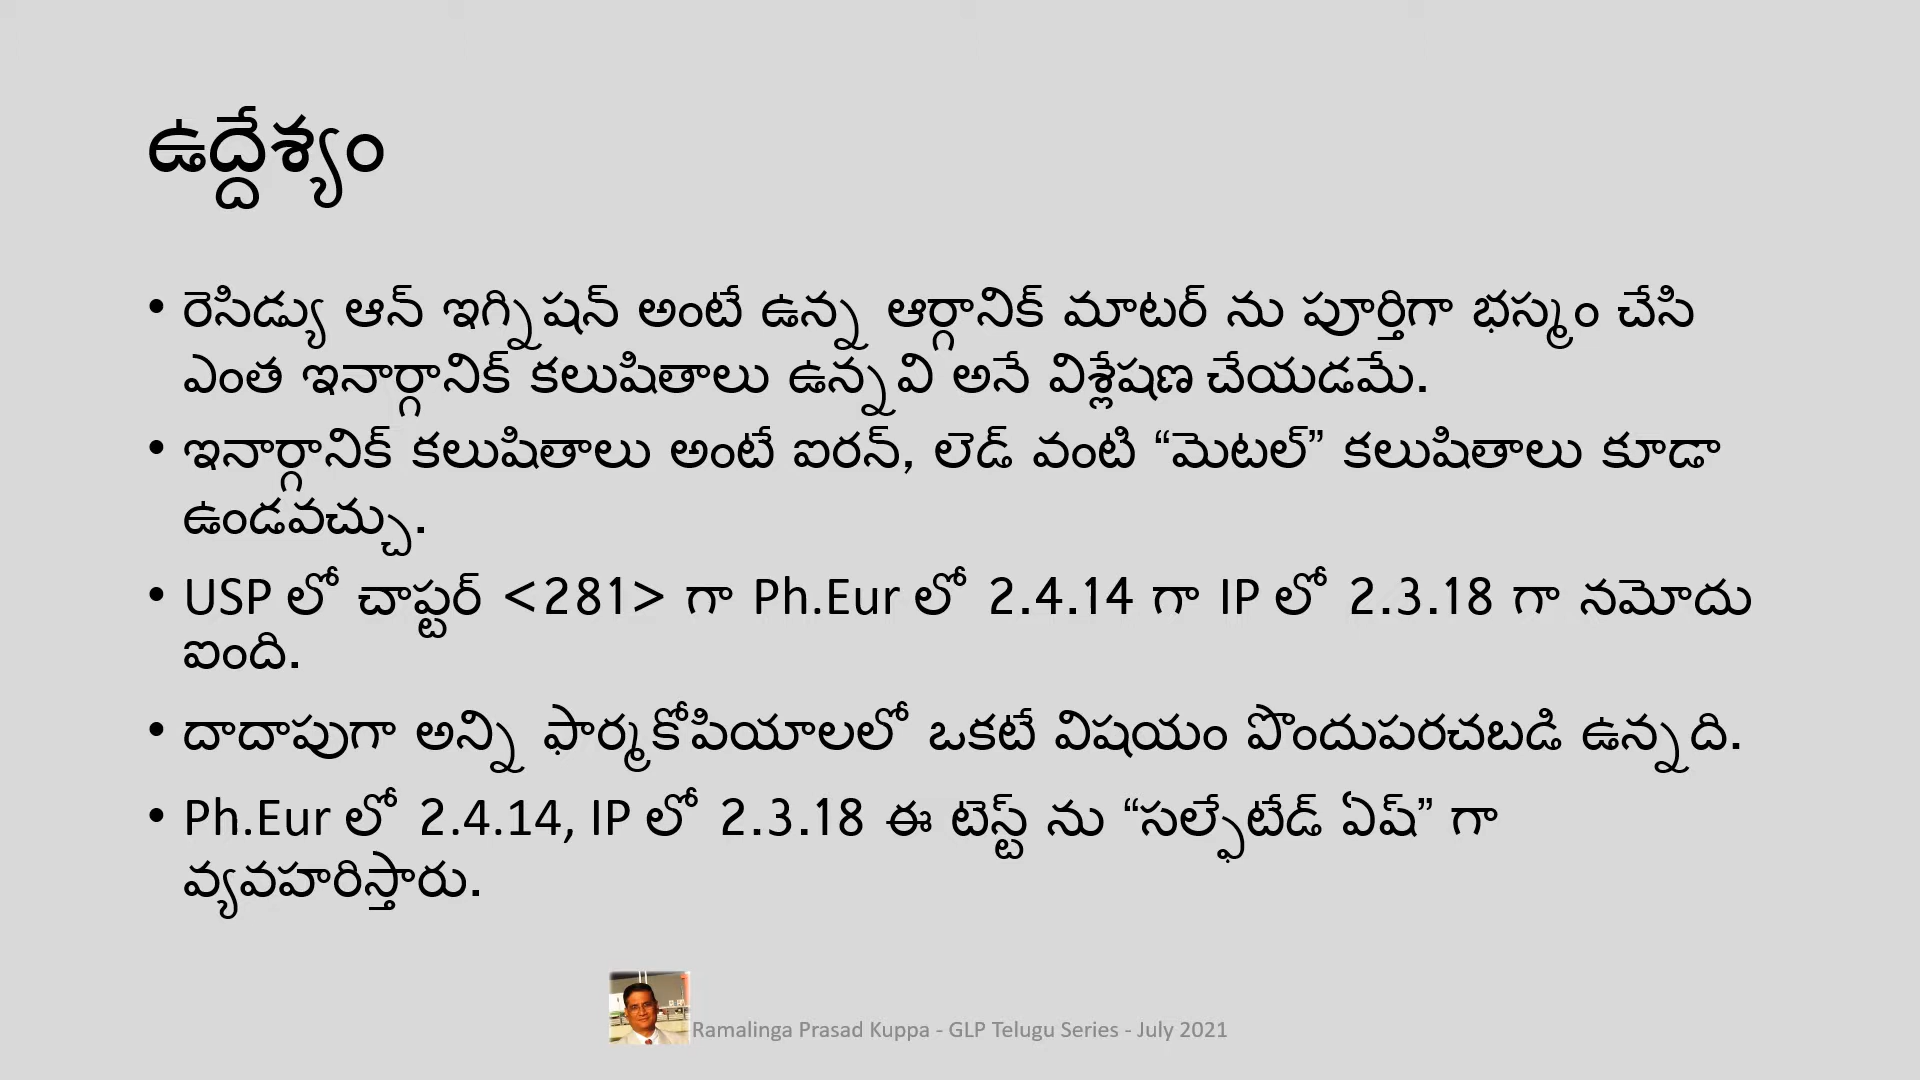 ఉద్దేశ్యం
• రెసిడ్యు ఆన్ ఇగ్నిషన్ అంటే ఉన్న ఆర్గానిక్ మాటర్ ను పూర్తిగా భస్మం చేసి
ఎంత ఇనార్గానిక్ కలుషితాలు ఉన్నవి అనే విశ్లేషణ చేయడమే.
• ఇనార్గానిక్ కలుషితాలు అంటే ఐరన్, లెడ్ వంటి “మెటల్” కలుషితాలు కూడా
ఉండవచ్చు.
• USP లో చాప్టర్ <281> గా Ph.Eur లో 2.4.14 గా IP లో 2.3.18 గా నమోదు
ఐంది.
• దాదాపుగా అన్ని ఫార్మకోపియాలలో ఒకటే విషయం పొందుపరచబడి ఉన్నది.
• Ph.Eur లో 2.4.14, IP లో 2.3.18 ఈ టెస్ట్ ను “సల్ఫేటేడ్ ఏష్” గా
వ్యవహరిస్తారు.
Ramalinga Prasad Kuppa - GLP Telugu Series - July 2021